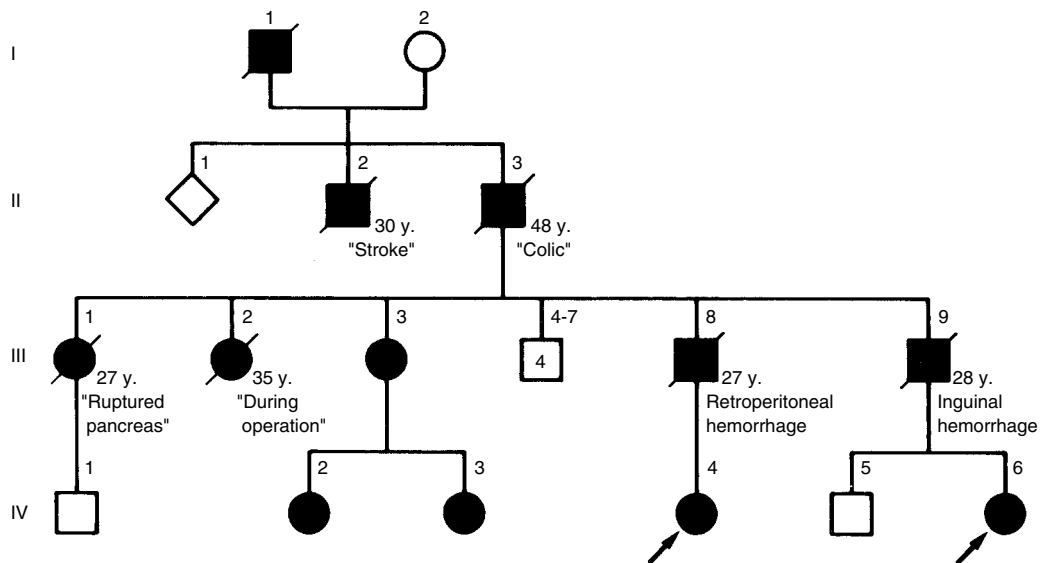 1 2
I
1 2 3
II
30 y. 48 y.
"Stroke" "Colic"
1 2 3 4-7 8 9
III
4
27 y. 35 y. 27 y. 28 y.
"Ruptured "During Retroperitoneal Inguinal
pancreas" operation" hemorrhage hemorrhage
1 2 3 4 5 6
IV